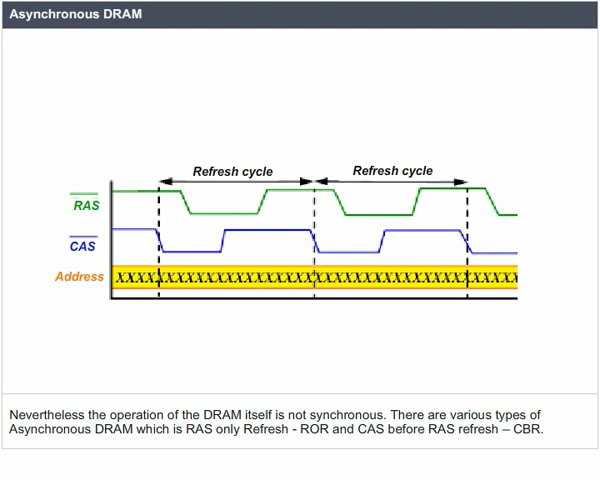 Asynchronous DRAM
Refresh cycle Refresh cycle
RAS
CAS
Address XXXXXXXXXXXXXXXXXXXXXXXXXXXXXXXXXXX
Nevertheless the operation of the DRAM itself is not synchronous. There are various types of
Asynchronous DRAM which is RAS only Refresh - ROR and CAS before RAS refresh – CBR.